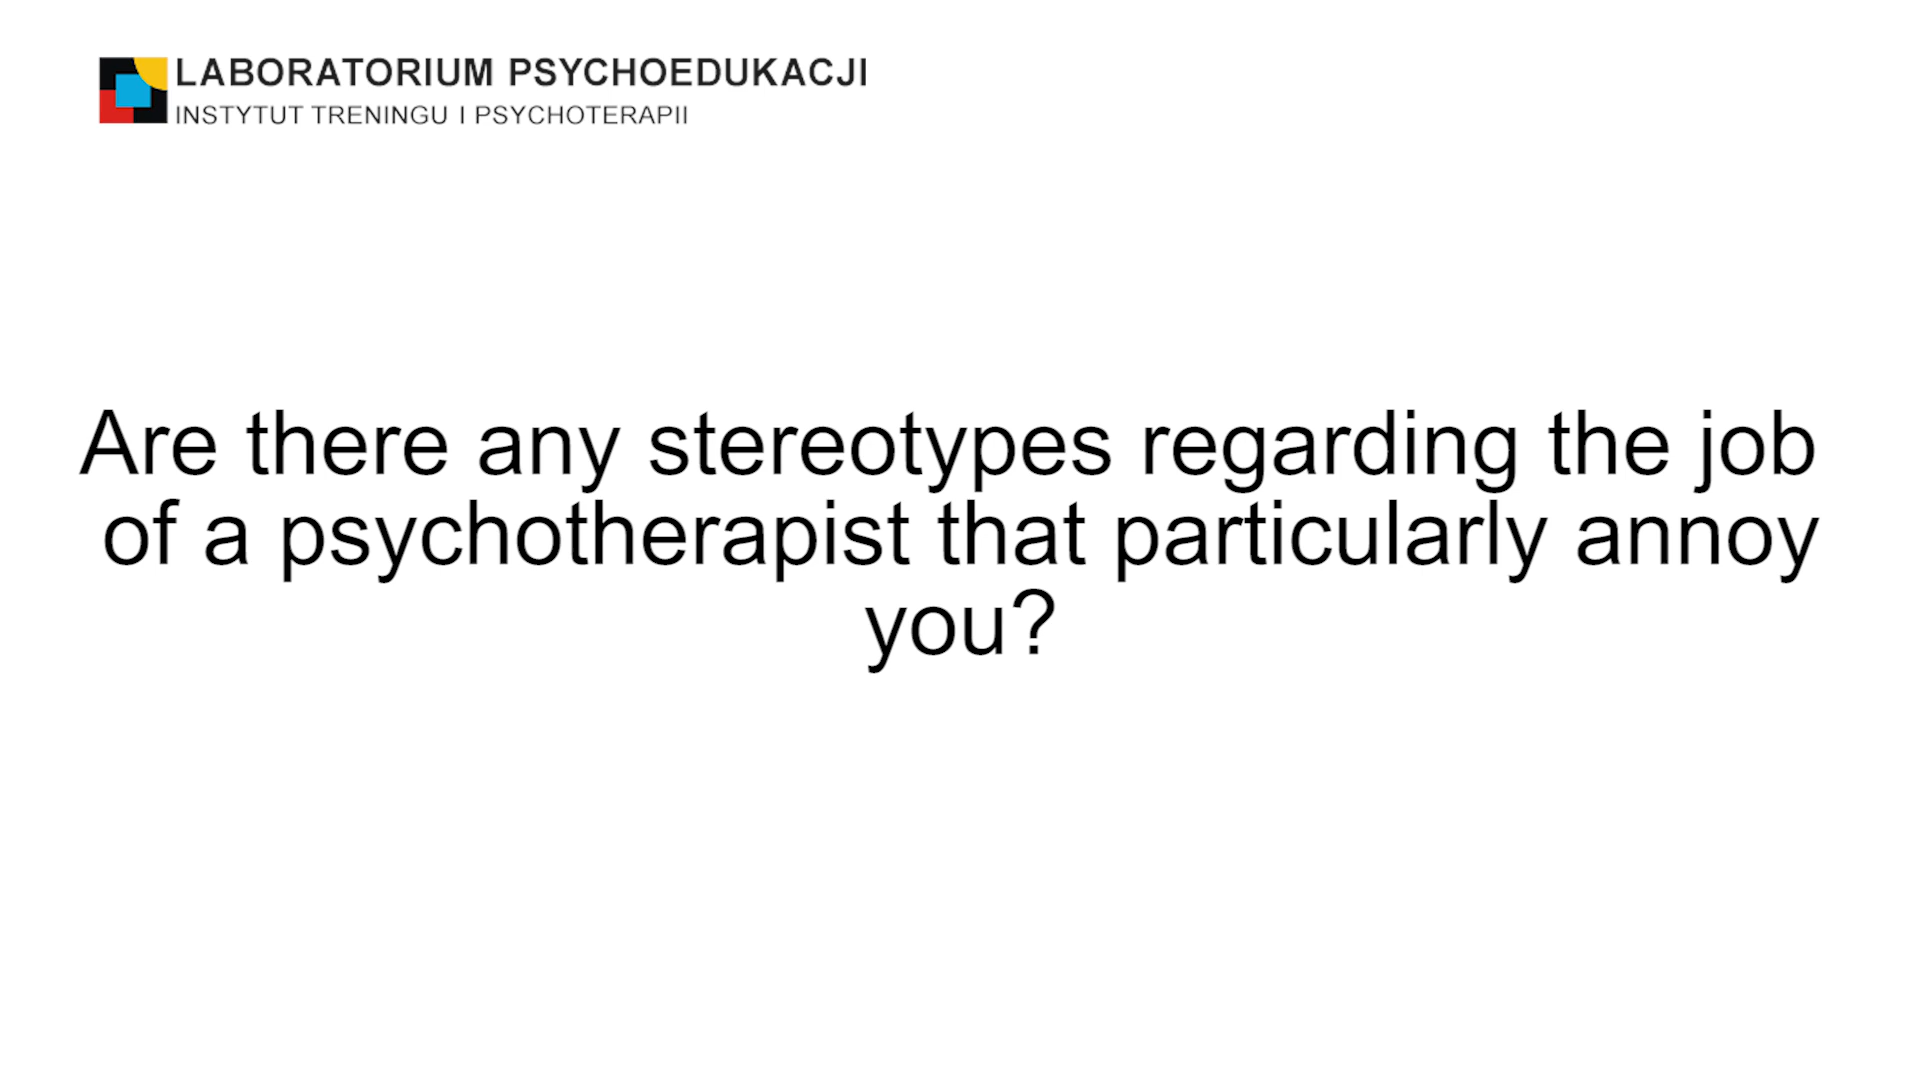 LABORATORIUM PSYCHOEDUKACJI
INSTYTUT TRENINGU I PSYCHOTERAPII
Are there any stereotypes regarding the job
of a psychotherapist that particularly annoy
you?